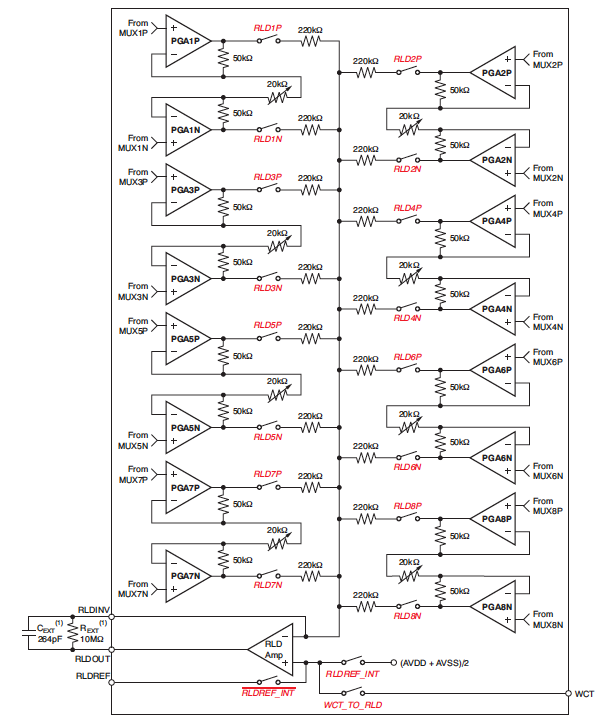 From
MUX1P
PGA1P
RLD1P
220kΩ
50kΩ
20kΩ
50kΩ
From
MUX1N
PGA1N
RLD1N
220kΩ
From
MUX3P
PGA3P
RLD3P
220kΩ
50kΩ
20kΩ
50kΩ
From
MUX3N
PGA3N
RLD3N
220kΩ
From
MUX5P
PGA5P
RLD5P
220kΩ
50kΩ
20kΩ
50kΩ
From
MUX5N
PGA5N
RLD5N
220kΩ
From
MUX7P
PGA7P
RLD7P
220kΩ
50kΩ
20kΩ
50kΩ
From
MUX7N
PGA7N
RLD7N
220kΩ
220kΩ
RLD2P
PGA2P
From
MUX2P
50kΩ
20kΩ
50kΩ
220kΩ
RLD2N
PGA2N
From
MUX2N
220kΩ
RLD4P
PGA4P
From
MUX4P
50kΩ
20kΩ
50kΩ
220kΩ
RLD4N
PGA4N
From
MUX4N
220kΩ
RLD6P
PGA6P
From
MUX6P
50kΩ
20kΩ
50kΩ
220kΩ
RLD6N
PGA6N
From
MUX6N
220kΩ
RLD8P
PGA8P
From
MUX8P
50kΩ
20kΩ
50kΩ
220kΩ
RLD8N
PGA8N
From
MUX8N
RLDINV
CEXT (1)
264pF
REXT (1)
10MΩ
RLDOUT
RLD
Amp
RLDREF
RLDREF_INT
RLDREF_INT
(AVDD + AVSS)/2
WCT_TO_RLD
WCT